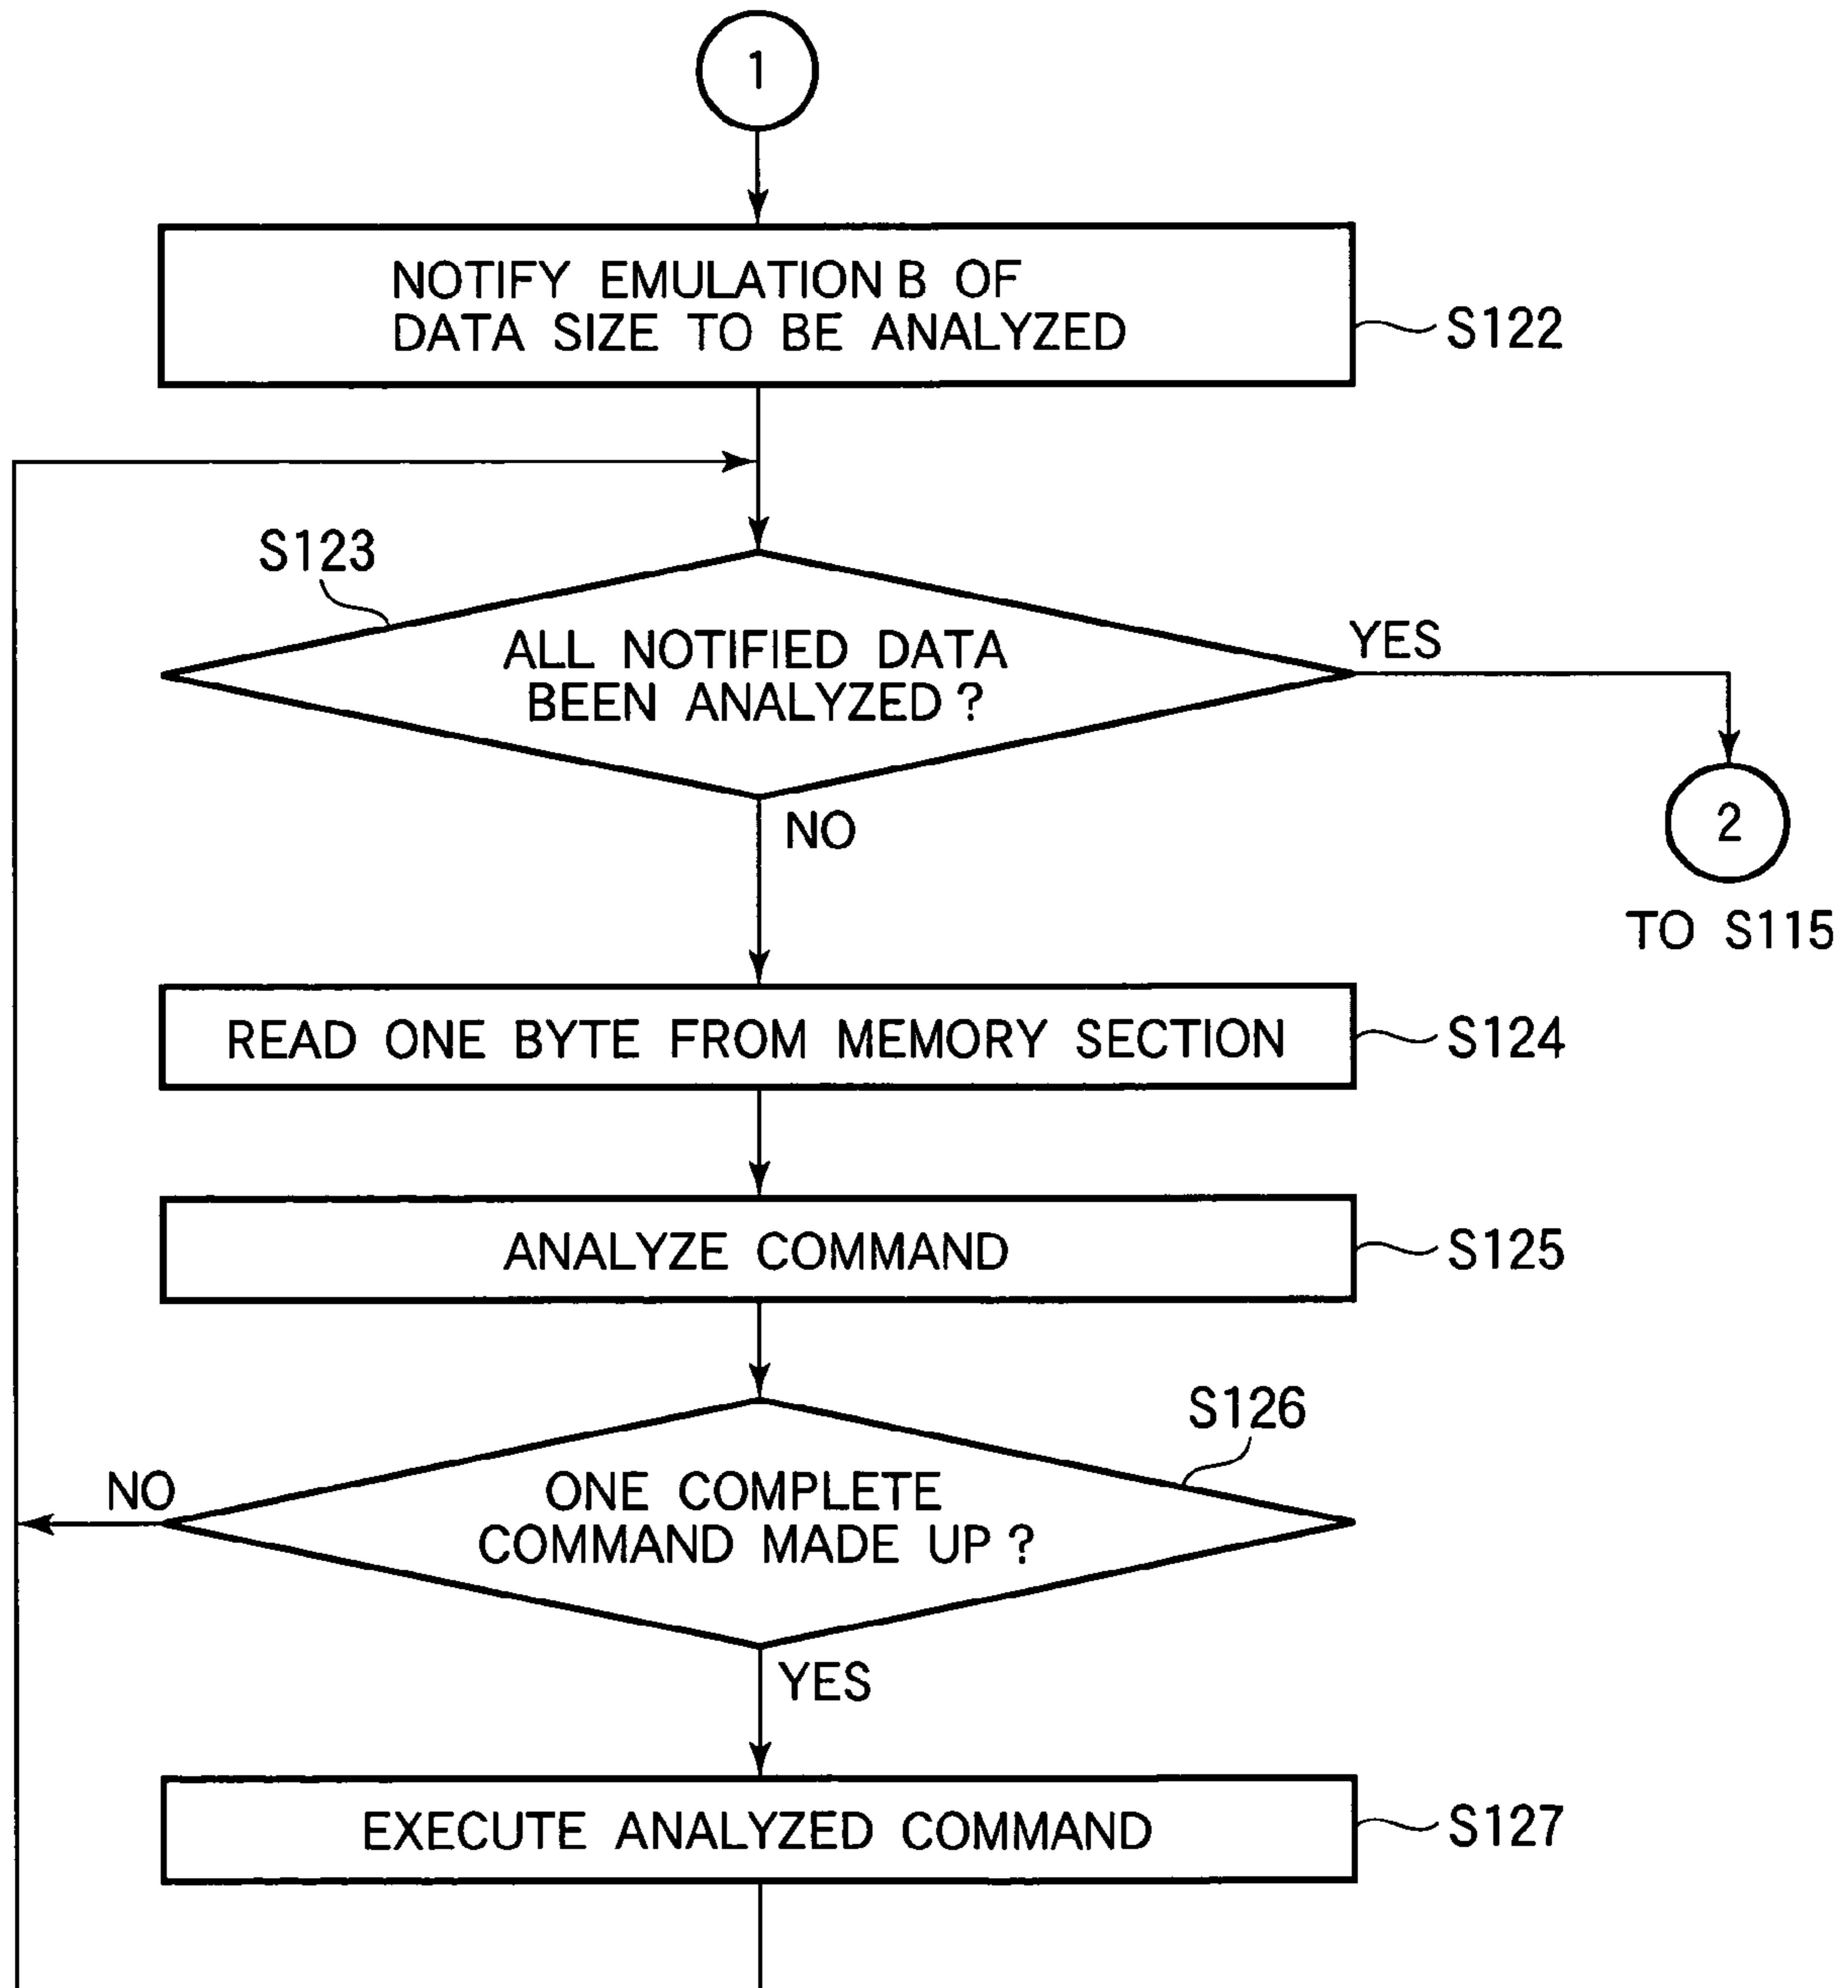 1
NOTIFY EMULATION B OF
DATA SIZE TO BE ANALYZED
S122
S123
ALL NOTIFIED DATA
BEEN ANALYZED ?
YES
NO
2
TO S115
READ ONE BYTE FROM MEMORY SECTION
S124
ANALYZE COMMAND
S125
S126
NO
ONE COMPLETE
COMMAND MADE UP ?
YES
EXECUTE ANALYZED COMMAND
S127